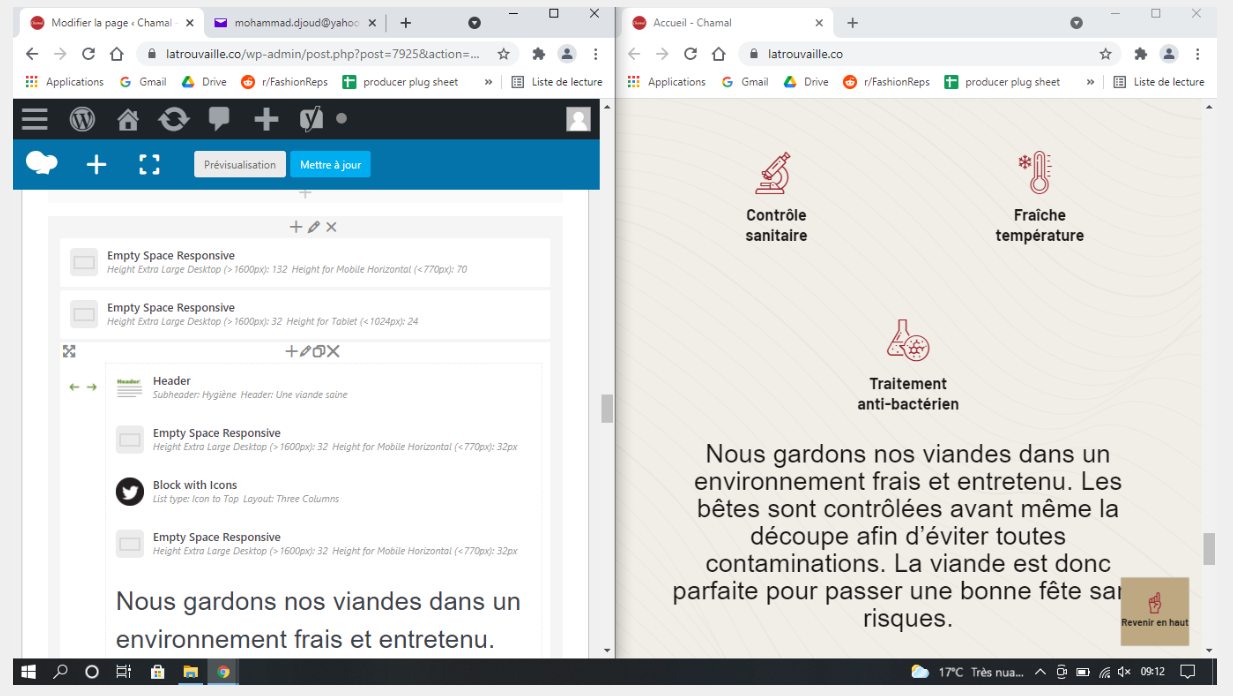 Modifier la page ‹ Chamal -
mohammad.djoud@yahoo
latrouvaille.co/wp-admin/post.php?post=7925&action=...
Applications
Gmail
Drive
r/FashionReps
producer plug sheet
»
Liste de lecture
Prévisualisation
Mettre à jour
Empty Space Responsive
Height Extra Large Desktop (>1600px): 132 Height for Mobile Horizontal (<770px): 70
Empty Space Responsive
Height Extra Large Desktop (>1600px): 32 Height for Tablet (<1024px): 24
Header
Header
Subheader: Hygiène Header: Une viande saine
Empty Space Responsive
Height Extra Large Desktop (>1600px): 32 Height for Mobile Horizontal (<770px): 32px
Block with Icons
List type: Icon to Top Layout: Three Columns
Empty Space Responsive
Height Extra Large Desktop (>1600px): 32 Height for Mobile Horizontal (<770px): 32px
Nous gardons nos viandes dans un
environnement frais et entretenu.
Accueil - Chamal
latrouvaille.co
Applications
Gmail
Drive
r/FashionReps
producer plug sheet
»
Liste de lecture
Contrôle
sanitaire
Fraîche
température
Traitement
anti-bactérien
Nous gardons nos viandes dans un
environnement frais et entretenu. Les
bêtes sont contrôlées avant même la
découpe afin d'éviter toutes
contaminations. La viande est donc
parfaite pour passer une bonne fête sa
risques.
Revenir en haut
17°C Très nua...
09:12